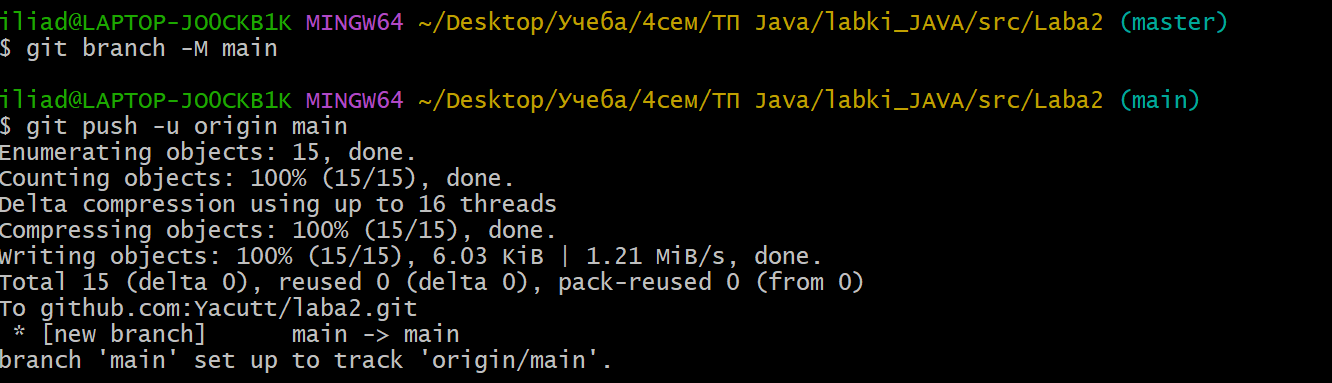 iliad@LAPTOP-JO0CKB1K MINGW64 ~/Desktop/Учеба/4сем/ТП Java/labki_JAVA/src/Laba2 (master)
$ git branch -M main
iliad@LAPTOP-JO0CKB1K MINGW64 ~/Desktop/Учеба/4сем/ТП Java/labki_JAVA/src/Laba2 (main)
$ git push -u origin main
Enumerating objects: 15, done.
Counting objects: 100% (15/15), done.
Delta compression using up to 16 threads
Compressing objects: 100% (15/15), done.
Writing objects: 100% (15/15), 6.03 KiB | 1.21 MiB/s, done.
Total 15 (delta 0), reused 0 (delta 0), pack-reused 0 (from 0)
To github.com:Yacutt/laba2.git
 * [new branch]      main -> main
branch 'main' set up to track 'origin/main'.